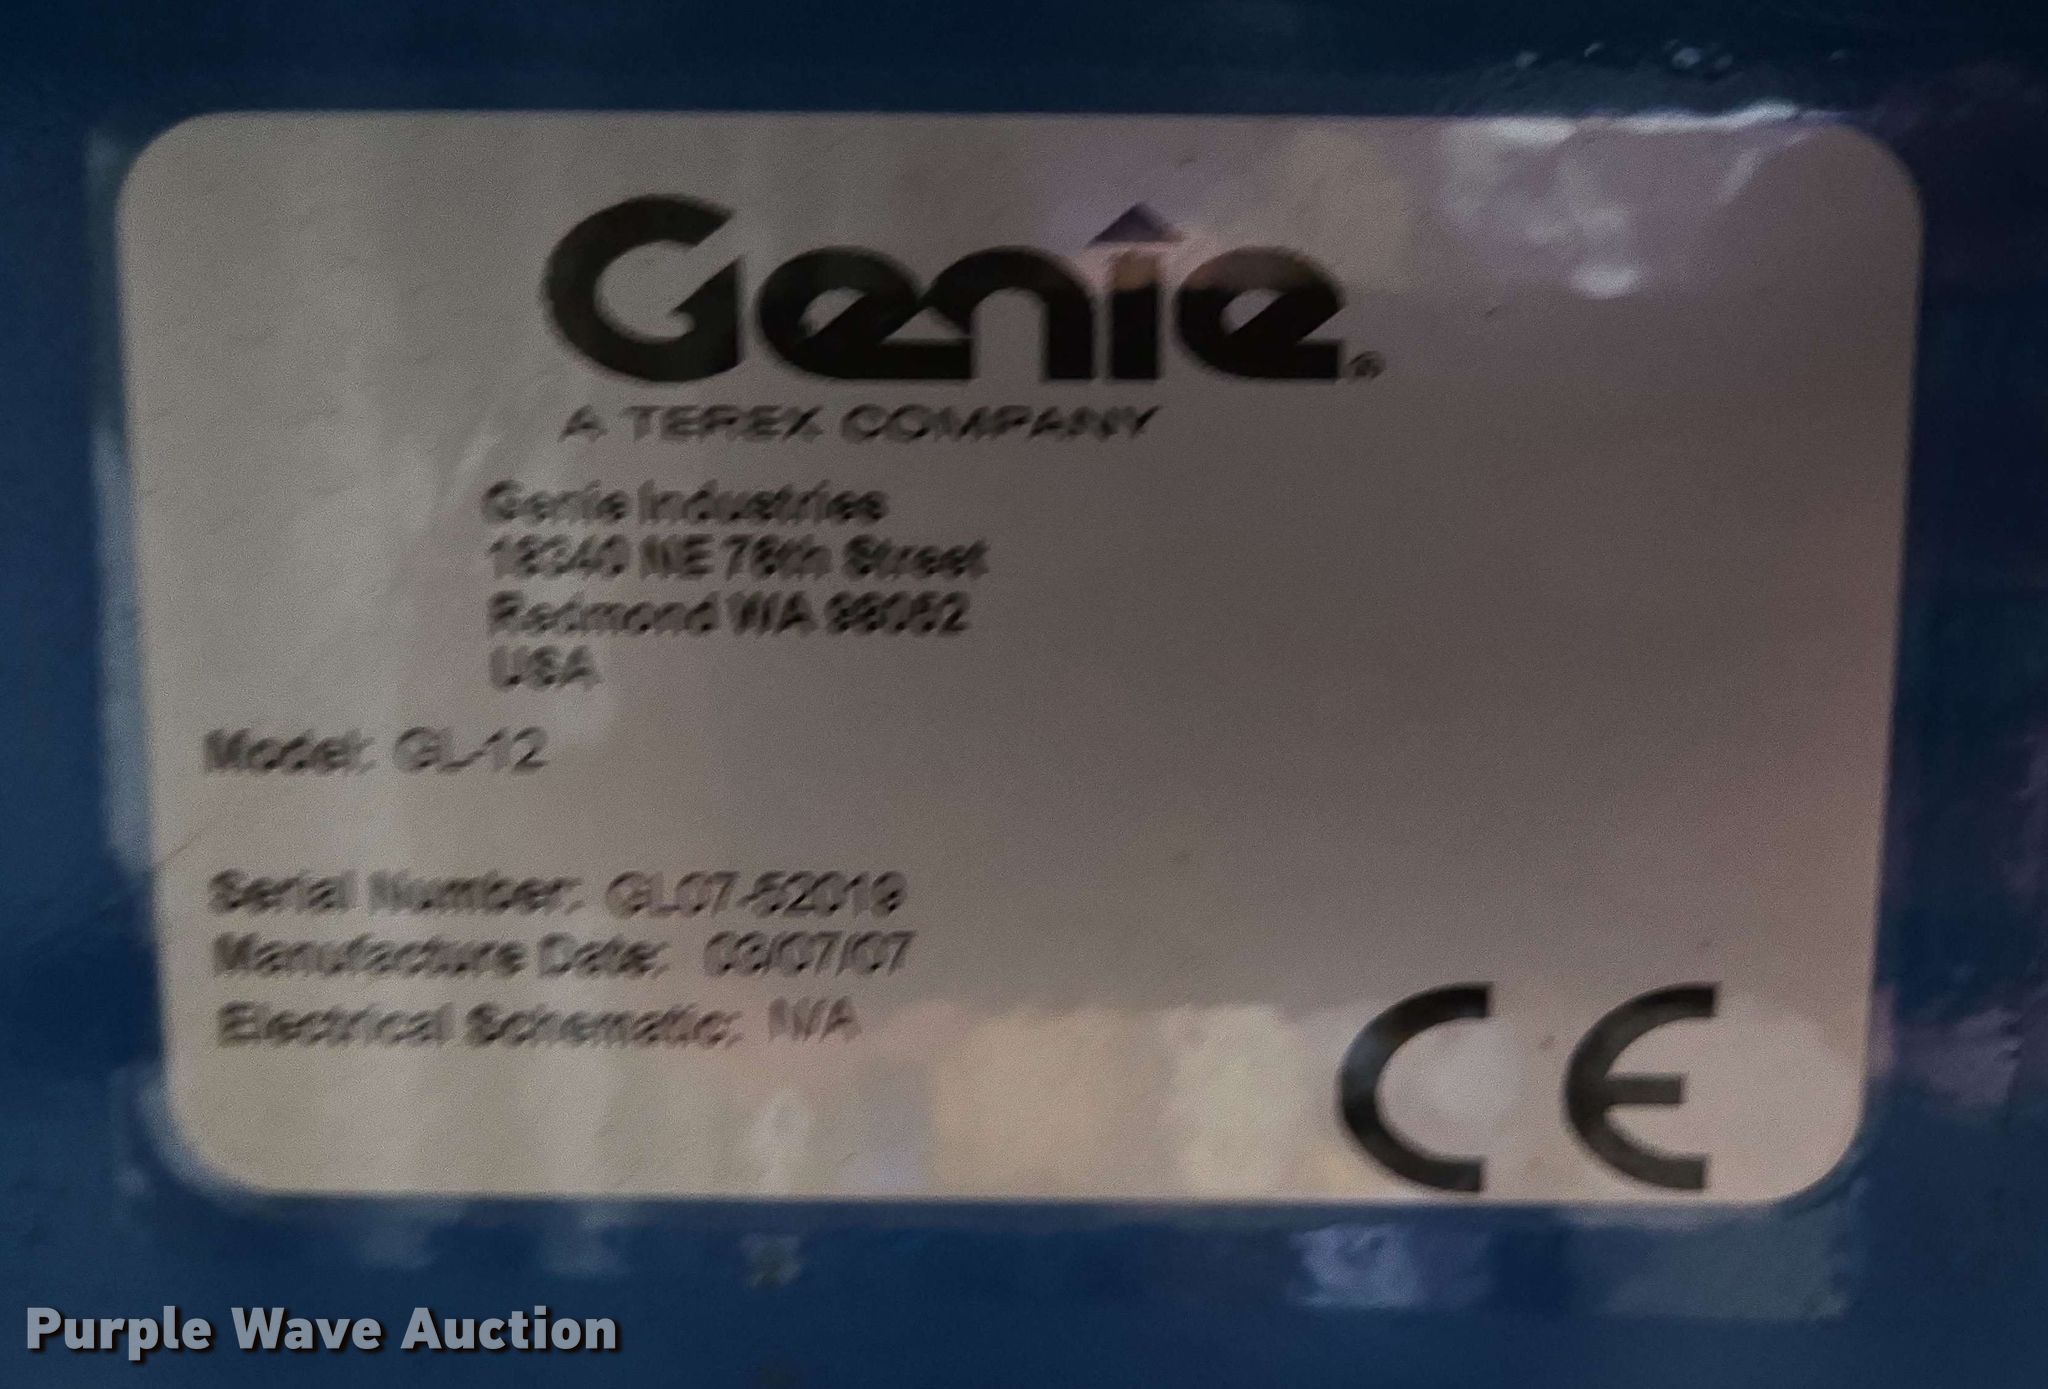 Genie®
A TEREX COMPANY
Genie Industries
18340 NE 76th Street
Redmond WA 98052
USA
Model: GL-12
Serial Number: GL07-52019
Manufacture Date: 03/07/07
Electrical Schematic: N/A
CE
Purple Wave Auction